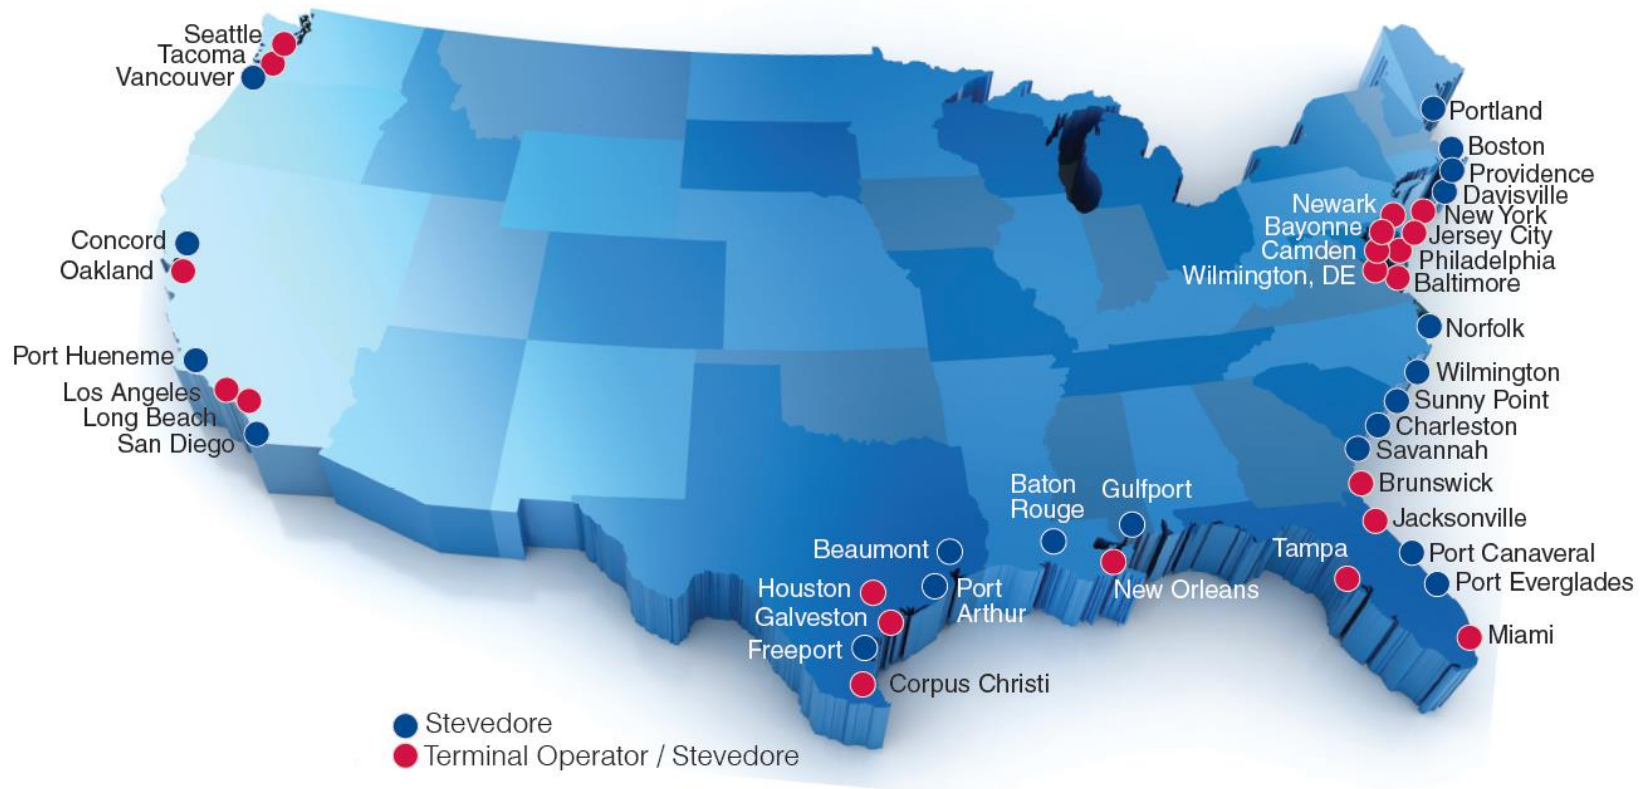 Seattle
Tacoma
Vancouver
Concord
Oakland
Port Hueneme
Los Angeles
Long Beach
San Diego
Portland
Boston
Providence
Davisville
Newark
New York
Bayonne
Jersey City
Camden
Philadelphia
Wilmington, DE
Baltimore
Norfolk
Wilmington
Sunny Point
Charleston
Savannah
Brunswick
Jacksonville
Tampa
Port Canaveral
Port Everglades
Miami
Baton
Rouge
Gulfport
New Orleans
Beaumont
Port
Arthur
Houston
Galveston
Freeport
Corpus Christi
Stevedore
Terminal Operator / Stevedore